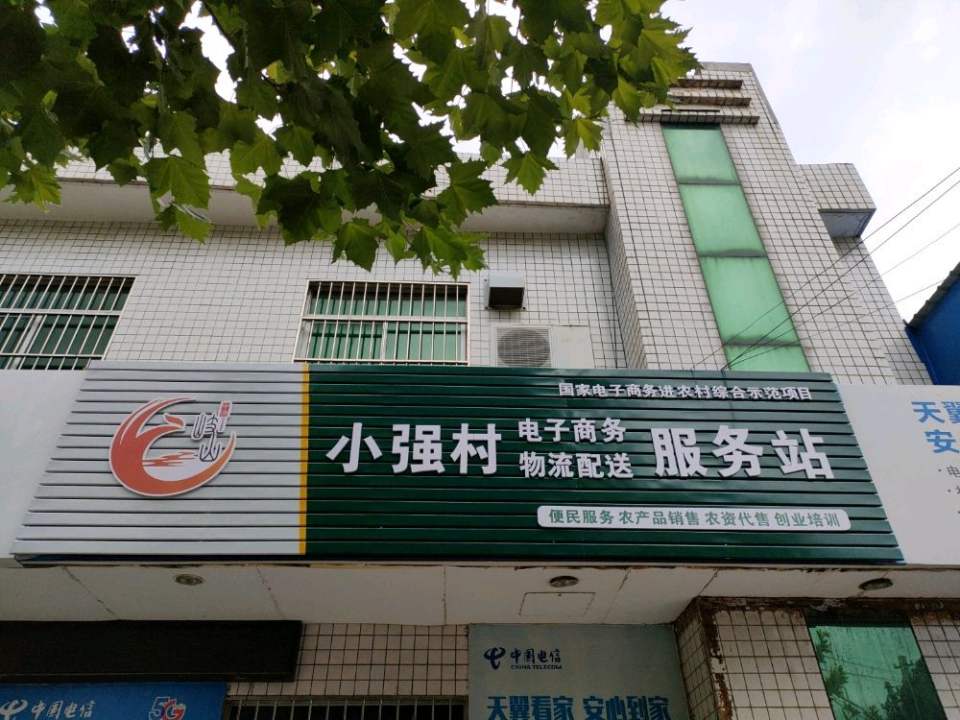 国家电子商务进农村综合示范项目
小强村 电子商务 物流配送 服务站
便民服务 农产品销售 农资代售 创业培训
天翼
安
·电
中国电信
CHINA TELECOM
天翼看家 安心到家
中国电信
5G